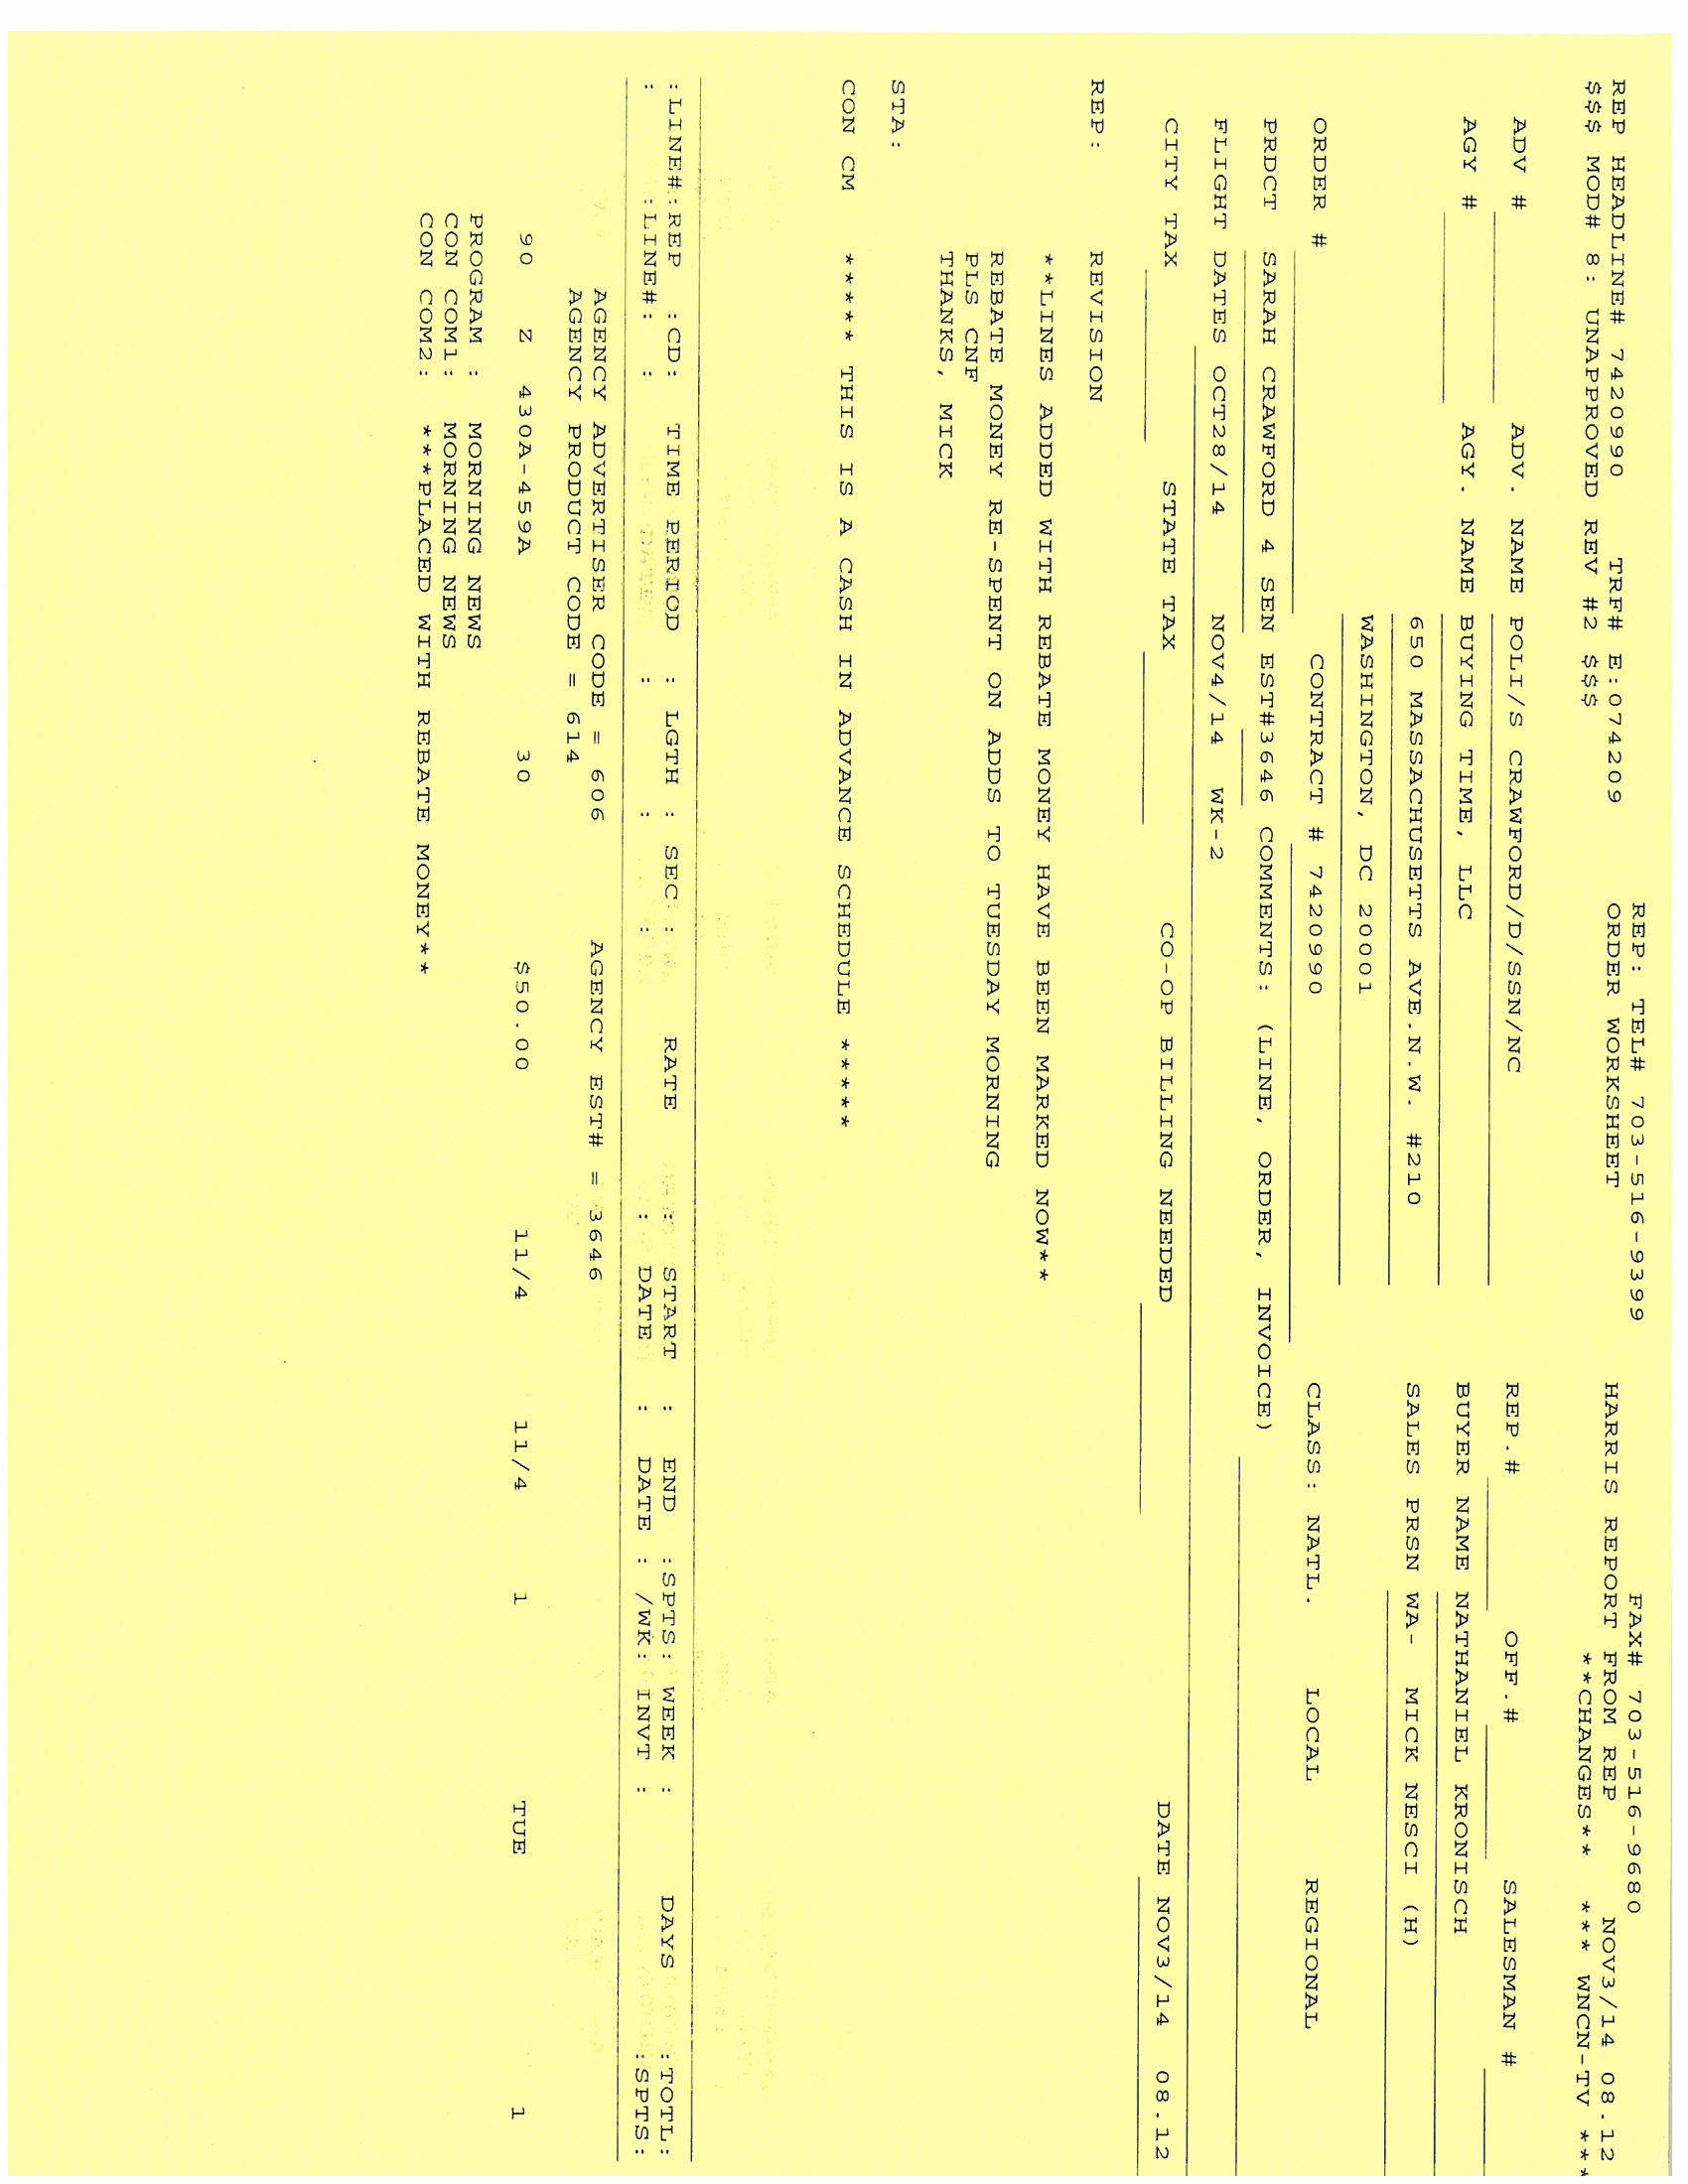 REP: TEL# 703-516-9399 FAX# 703-516-9680
REP HEADLINE# 7420990 TRF# E:074209 ORDER WORKSHEET HARRIS REPORT FROM REP NOV3/14 08.12
$$$ MOD# 8: UNAPPROVED REV #2 $$$ **CHANGES** *** WNCN-TV ***
ADV # ADV. NAME POLI/S CRAWFORD/D/SSN/NC REP.# OFF.# SALESMAN #
AGY # AGY. NAME BUYING TIME, LLC BUYER NAME NATHANIEL KRONISCH
650 MASSACHUSETTS AVE.N.W. #210 SALES PRSN WA- MICK NESCI (H)
WASHINGTON, DC 20001
ORDER # CONTRACT # 7420990 CLASS: NATL. LOCAL REGIONAL
PRDCT SARAH CRAWFORD 4 SEN EST#3646 COMMENTS: (LINE, ORDER, INVOICE)
FLIGHT DATES OCT28/14 NOV4/14 WK-2
CITY TAX STATE TAX CO-OP BILLING NEEDED DATE NOV3/14 08.12
REP: REVISION
**LINES ADDED WITH REBATE MONEY HAVE BEEN MARKED NOW**
REBATE MONEY RE-SPENT ON ADDS TO TUESDAY MORNING
PLS CNF
THANKS, MICK
STA:
CON CM ***** THIS IS A CASH IN ADVANCE SCHEDULE *****
:LINE#:REP :CD: TIME PERIOD : LGTH : SEC : RATE : START : END :SPTS: WEEK : DAYS :TOTL:
: :LINE#: : : : : : DATE : DATE : /WK: INVT : :SPTS:
AGENCY ADVERTISER CODE = 606 AGENCY EST# = 3646
AGENCY PRODUCT CODE = 614
90 Z 430A-459A 30 $50.00 11/4 11/4 1 TUE 1
PROGRAM : MORNING NEWS
CON COM1: MORNING NEWS
CON COM2: ***PLACED WITH REBATE MONEY**